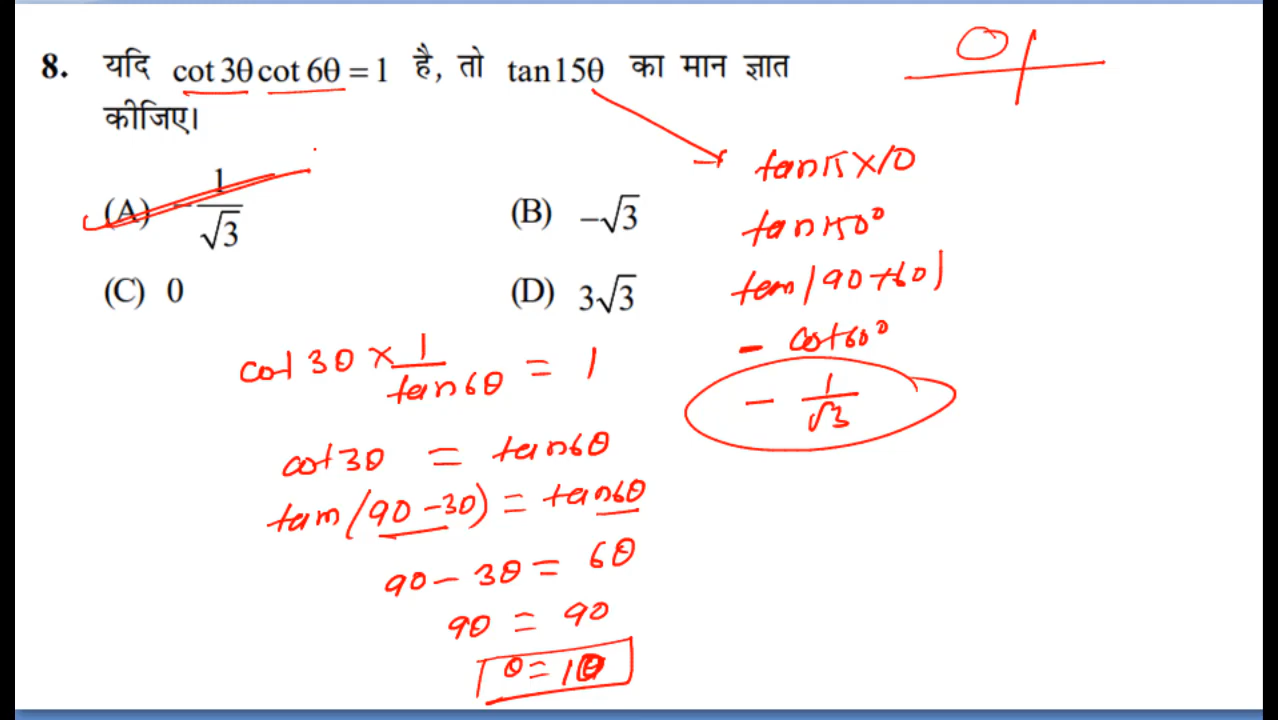 8. यदि cot 3θ cot 6θ = 1 है, तो tan 15θ का मान ज्ञात
कीजिए।
(A) −1/√3
(B) −√3
(C) 0
(D) 3√3
cot 3θ × 1/tan 6θ = 1
cot 3θ = tan 6θ
tan (90 − 3θ) = tan 6θ
90 − 3θ = 6θ
9θ = 90
θ = 10
tan 15 × 10
tan 150°
tan (90 + 60)
− cot 60°
− 1/√3